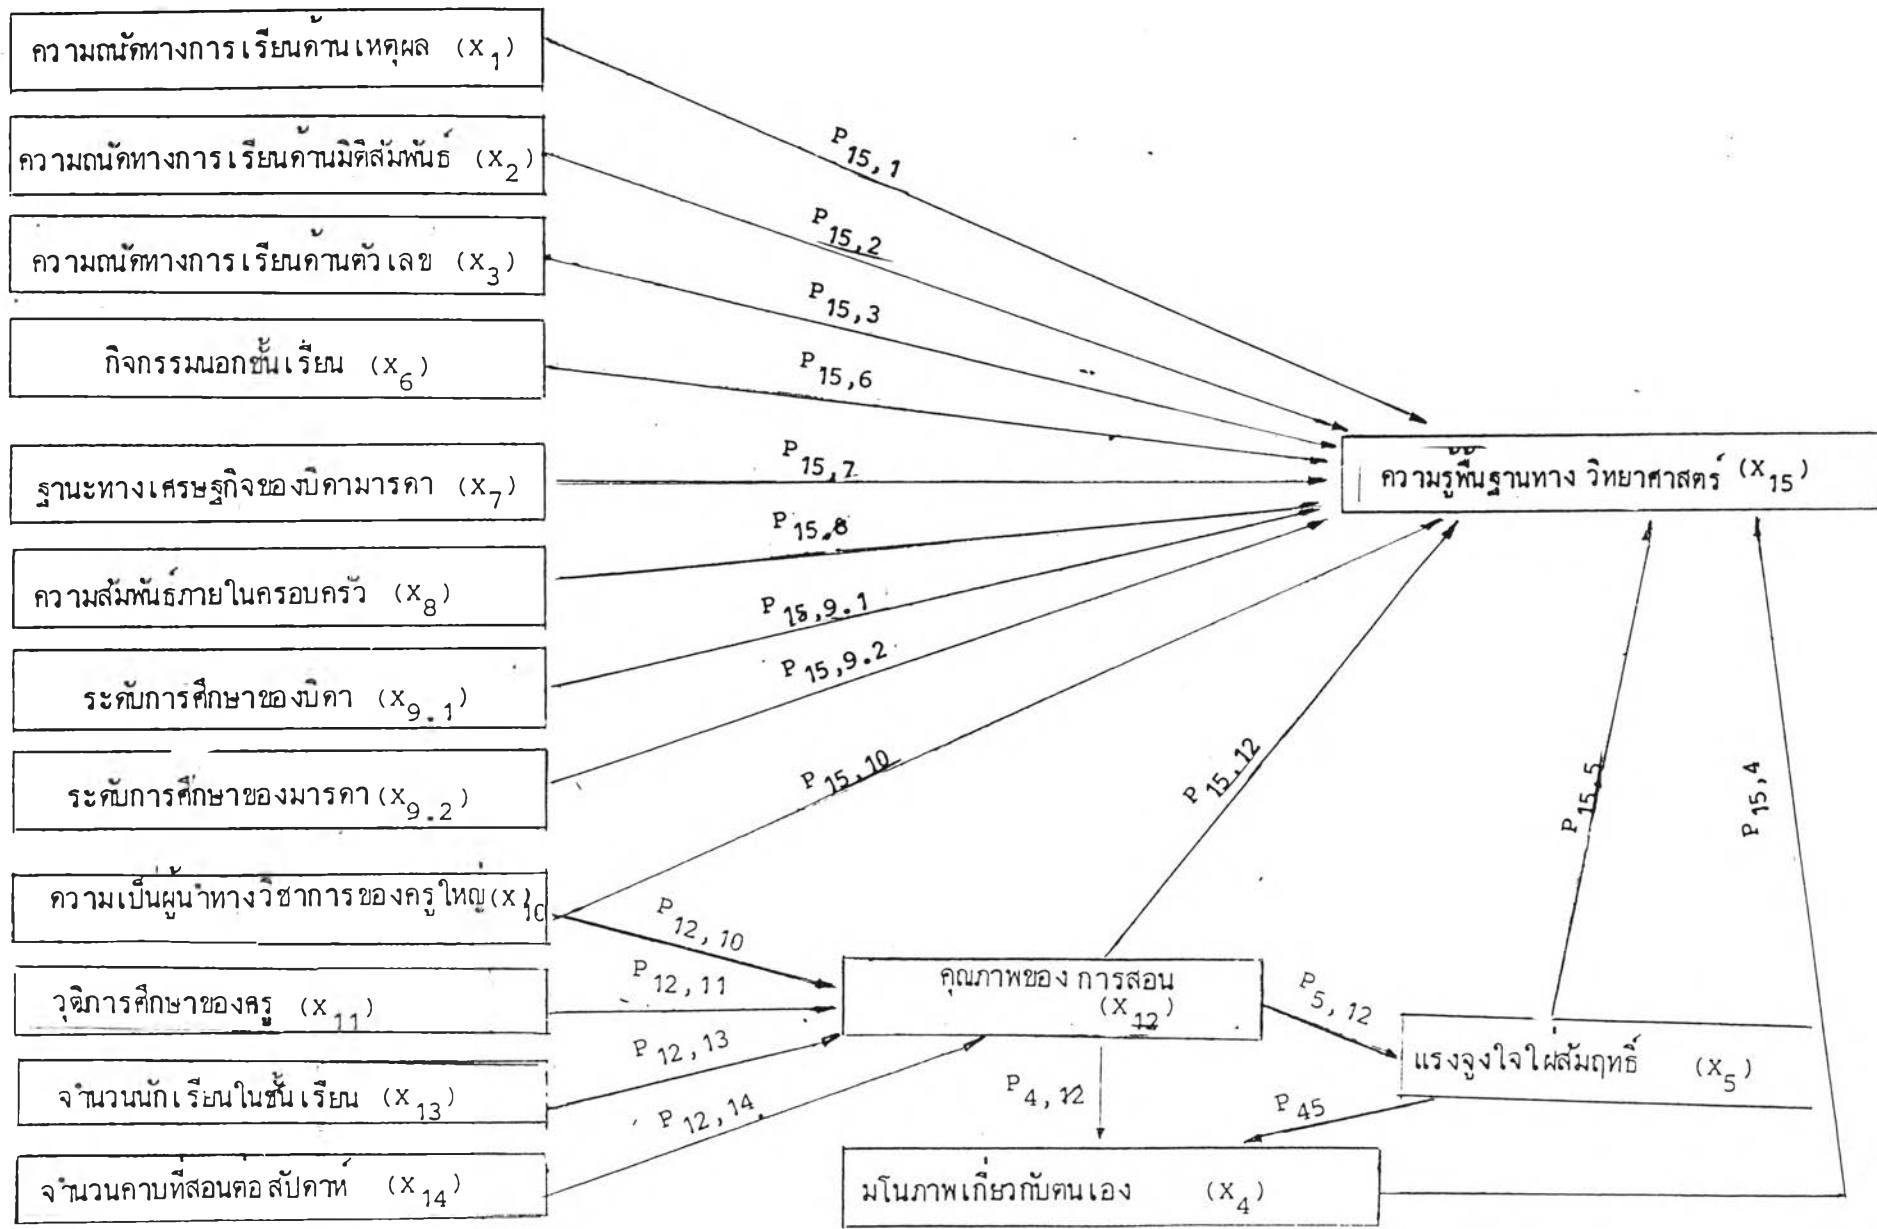 ความถนัดทางการเรียนด้านเหตุผล (X1)
P15,1
ความถนัดทางการเรียนด้านมิติสัมพันธ์ (X2)
P15,2
ความถนัดทางการเรียนด้านตัวเลข (X3)
P15,3
กิจกรรมนอกชั้นเรียน (X6)
P15,6
ฐานะทางเศรษฐกิจของบิดามารดา (X7)
P15,7
ความรู้พื้นฐานทางวิทยาศาสตร์ (X15)
P15.8
ความสัมพันธ์ภายในครอบครัว (X8)
P15,9.1
ระดับการศึกษาของบิดา (X9.1)
P15,9.2
ระดับการศึกษาของมารดา (X9.2)
P15,10
P15,12
P15,5
P15,4
ความเป็นผู้นำทางวิชาการของครูใหญ่ (X)10
P12,10
วุฒิการศึกษาของครู (X11)
P12,11
คุณภาพของการสอน
(X12)
P5,12
จำนวนนักเรียนในชั้นเรียน (X13)
P12,13
แรงจูงใจใฝ่สัมฤทธิ์ (X5)
P4,12
P45
จำนวนคาบที่สอนต่อสัปดาห์ (X14)
P12,14
มโนภาพเกี่ยวกับตนเอง (X4)